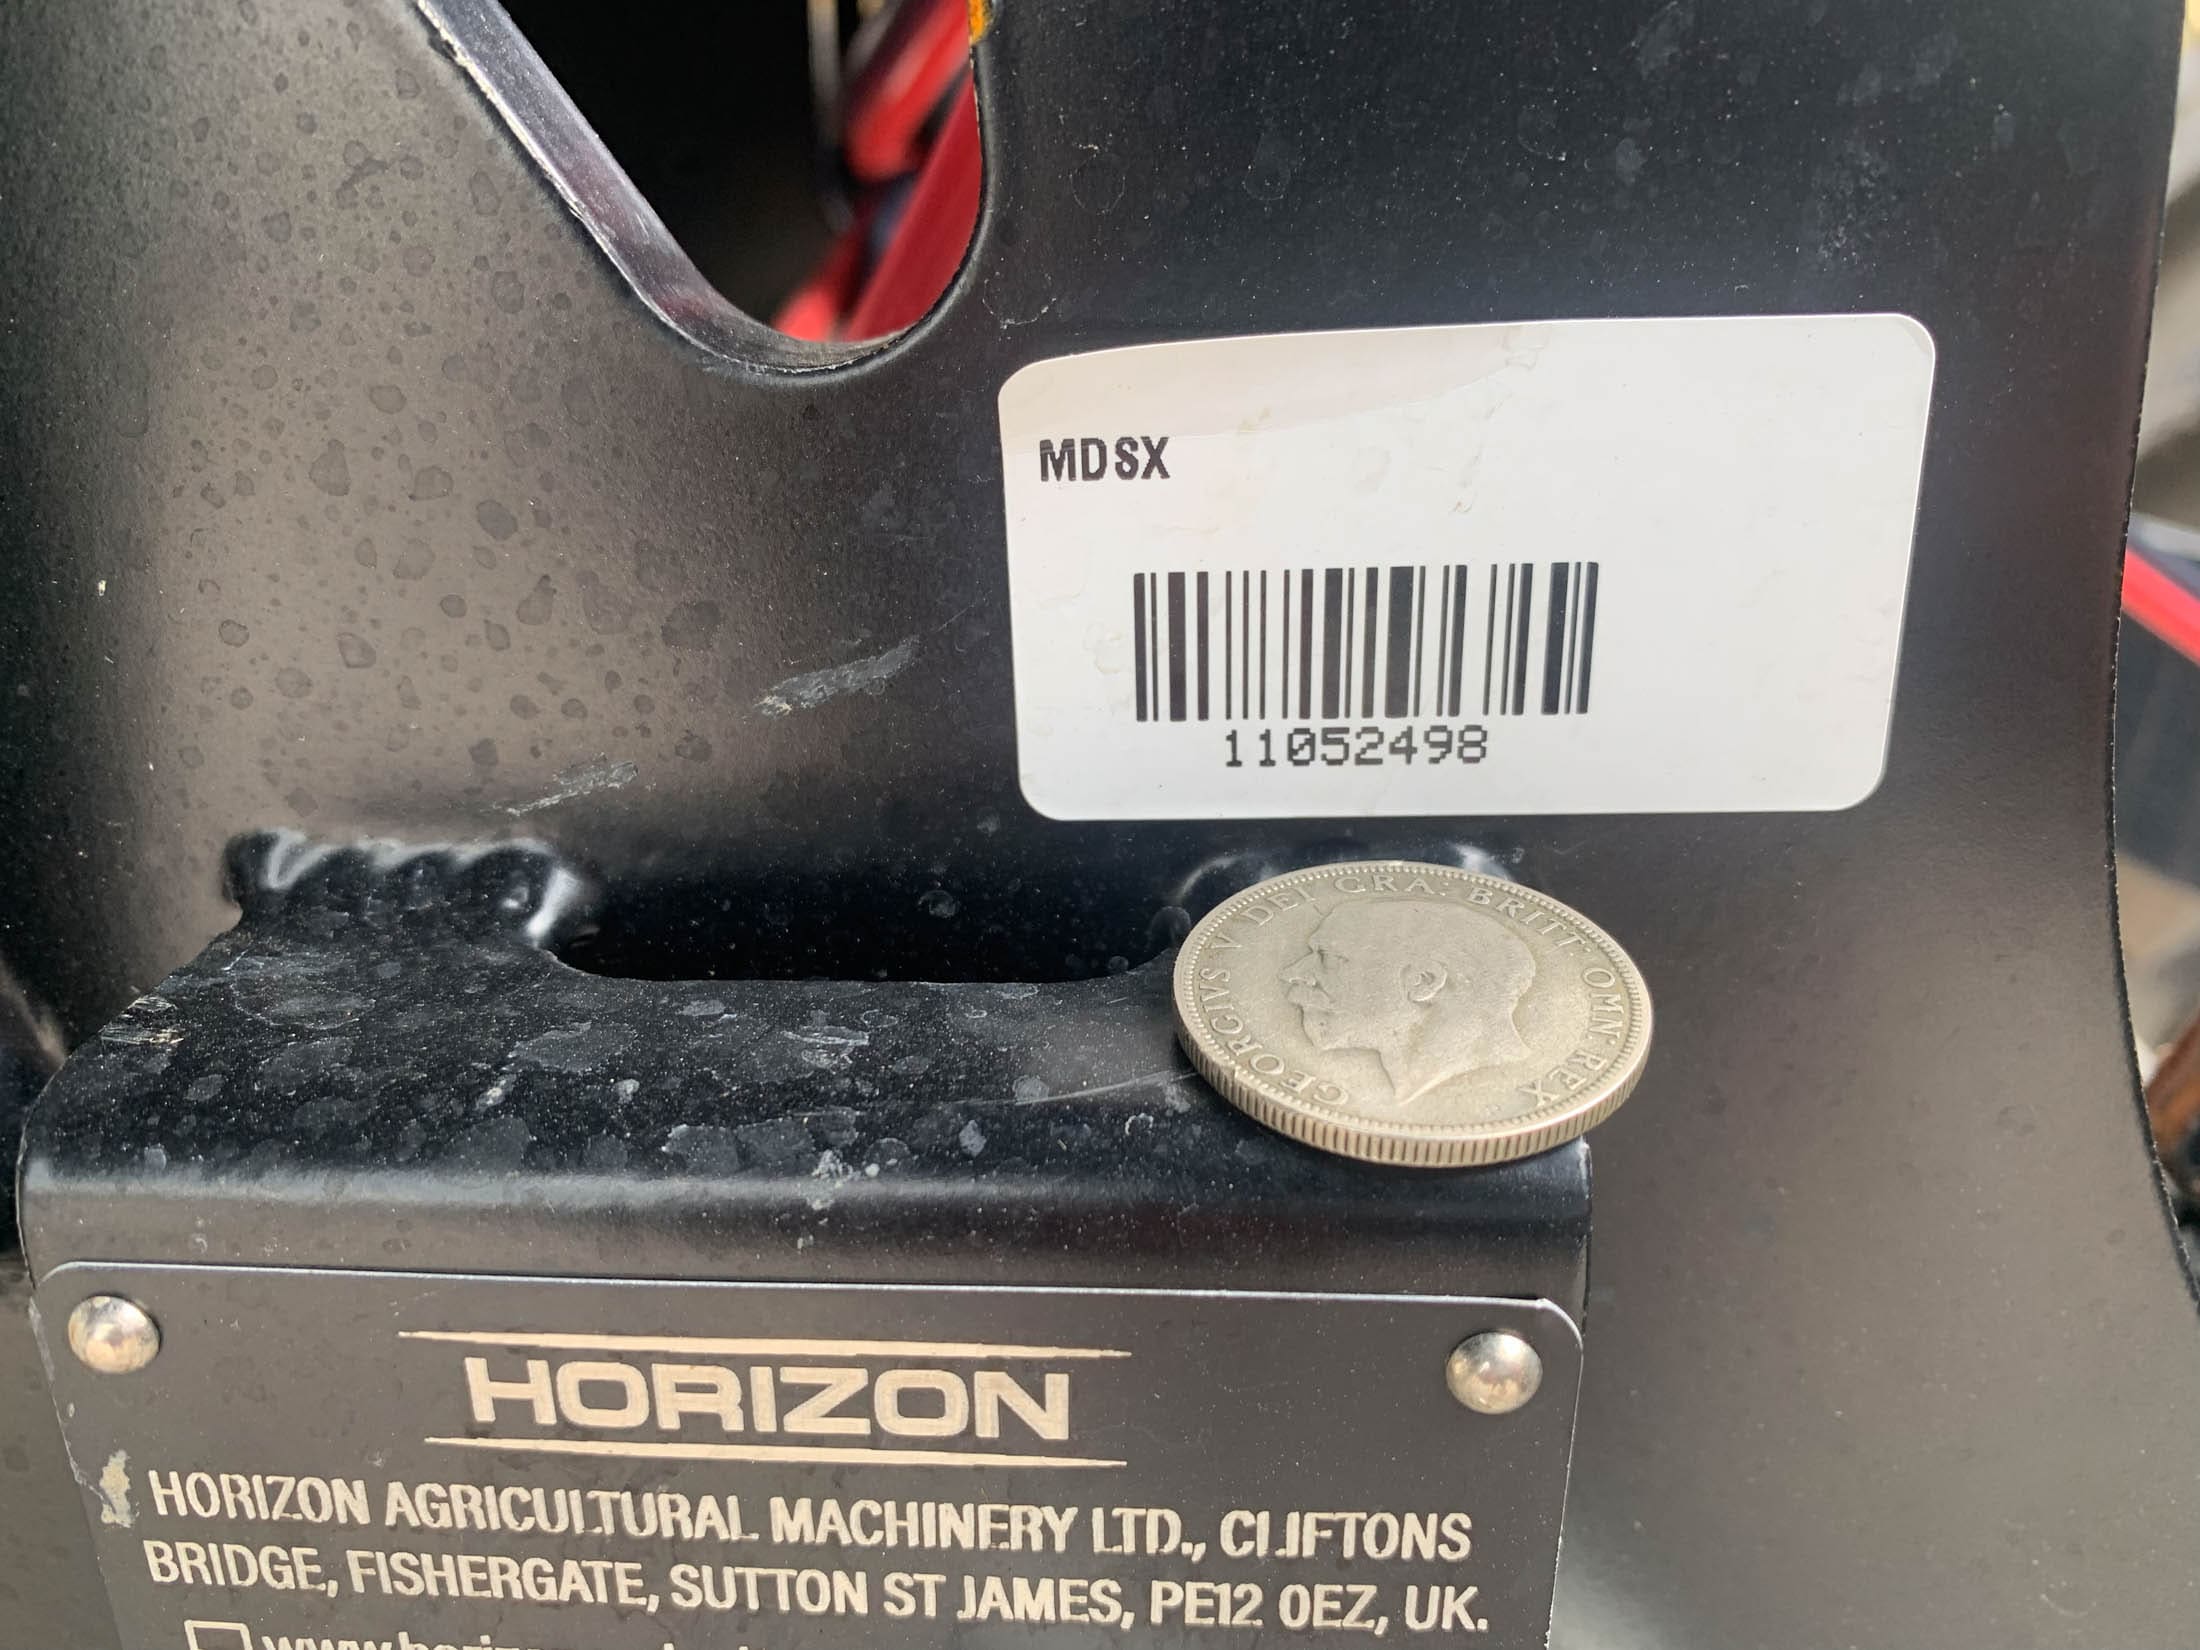 MDSX
11052498
GEORGIVS V DEI GRA: BRITT: OMN: REX
HORIZON
HORIZON AGRICULTURAL MACHINERY LTD., CLIFTONS
BRIDGE, FISHERGATE, SUTTON ST JAMES, PE12 0EZ, UK.